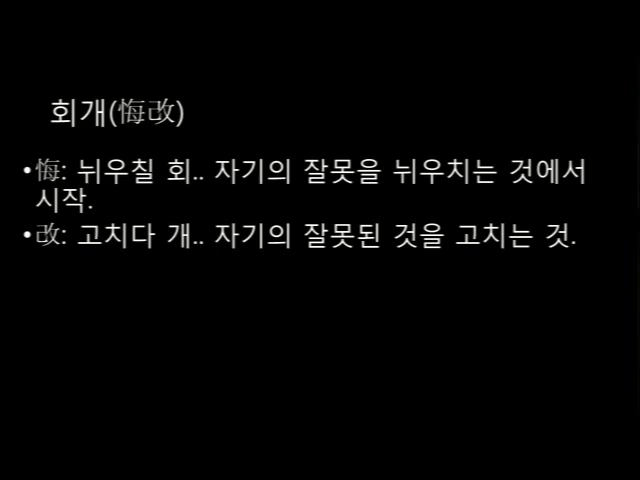 회개(悔改)
•悔: 뉘우칠 회.. 자기의 잘못을 뉘우치는 것에서
시작.
•改: 고치다 개.. 자기의 잘못된 것을 고치는 것.